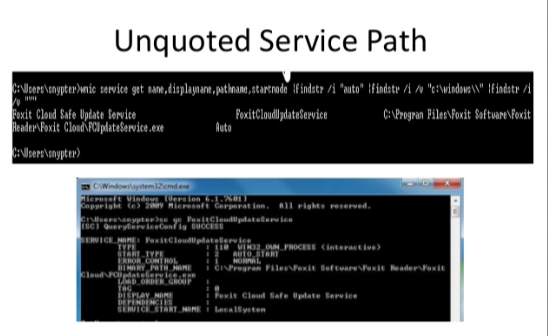 Unquoted Service Path
C:\Users\snypter>wmic service get name,displayname,pathname,startmode |findstr /i "auto" |findstr /i /v "c:\windows\\" |findstr /i
/v """
Foxit Cloud Safe Update Service FoxitCloudUpdateService C:\Program Files\Foxit Software\Foxit
Reader\Foxit Cloud\FCUpdateService.exe Auto
C:\Users\snypter>
C:\Windows\system32\cmd.exe
Microsoft Windows [Version 6.1.7601]
Copyright (c) 2009 Microsoft Corporation. All rights reserved.
C:\Users\snypter>sc qc FoxitCloudUpdateService
[SC] QueryServiceConfig SUCCESS
SERVICE_NAME: FoxitCloudUpdateService
TYPE : 110 WIN32_OWN_PROCESS (interactive)
START_TYPE : 2 AUTO_START
ERROR_CONTROL : 1 NORMAL
BINARY_PATH_NAME : C:\Program Files\Foxit Software\Foxit Reader\Foxit
Cloud\FCUpdateService.exe
LOAD_ORDER_GROUP :
TAG : 0
DISPLAY_NAME : Foxit Cloud Safe Update Service
DEPENDENCIES :
SERVICE_START_NAME : LocalSystem